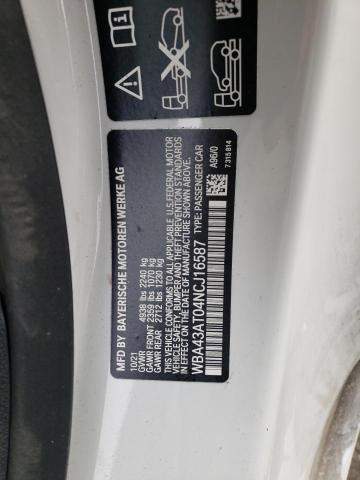 MFD BY BAYERISCHE MOTOREN WERKE AG
10/21
GVWR 4938 lbs 2240 kg
GAWR FRONT 2359 lbs 1070 kg
GAWR REAR 2712 lbs 1230 kg
THIS VEHICLE CONFORMS TO ALL APPLICABLE U.S.FEDERAL MOTOR
VEHICLE SAFETY, BUMPER AND THEFT PREVENTION STANDARDS
IN EFFECT ON THE DATE OF MANUFACTURE SHOWN ABOVE.
WBA43AT04NCJ16587 TYPE: PASSENGER CAR
A96/0
7 315 814